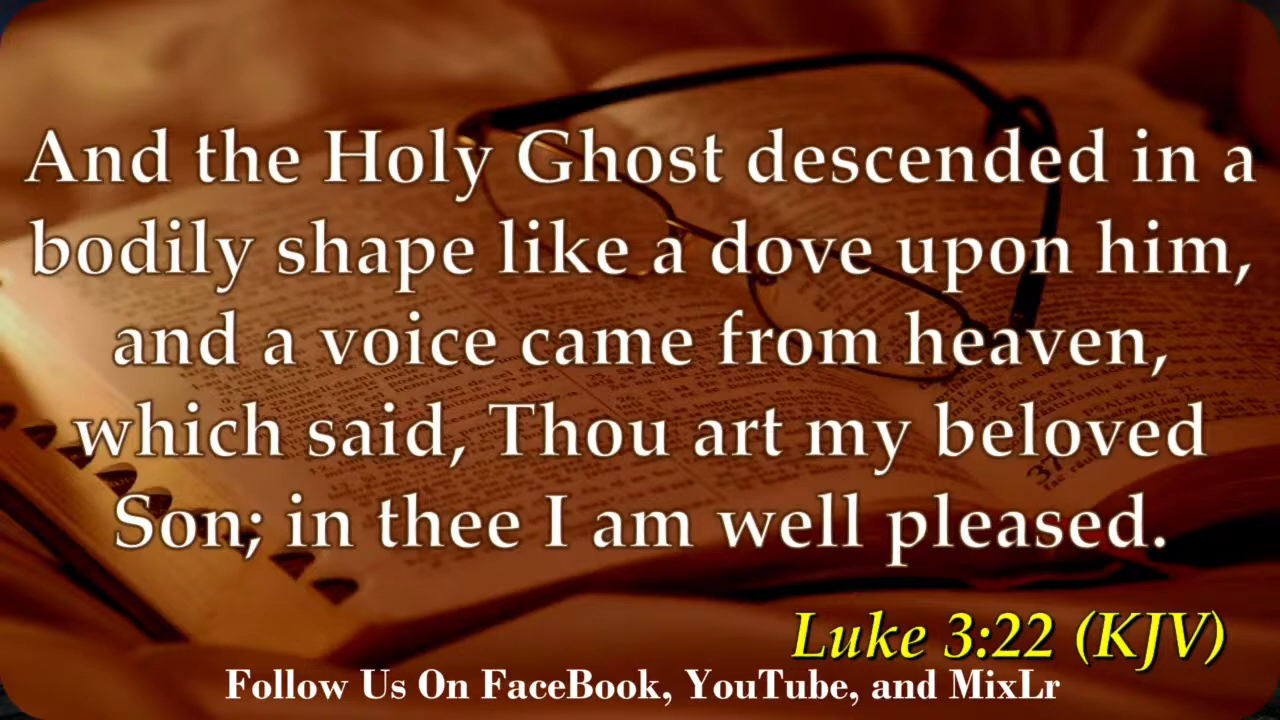 And the Holy Ghost descended in a
bodily shape like a dove upon him,
and a voice came from heaven,
which said, Thou art my beloved
Son; in thee I am well pleased.
Luke 3:22 (KJV)
Follow Us On FaceBook, YouTube, and MixLr